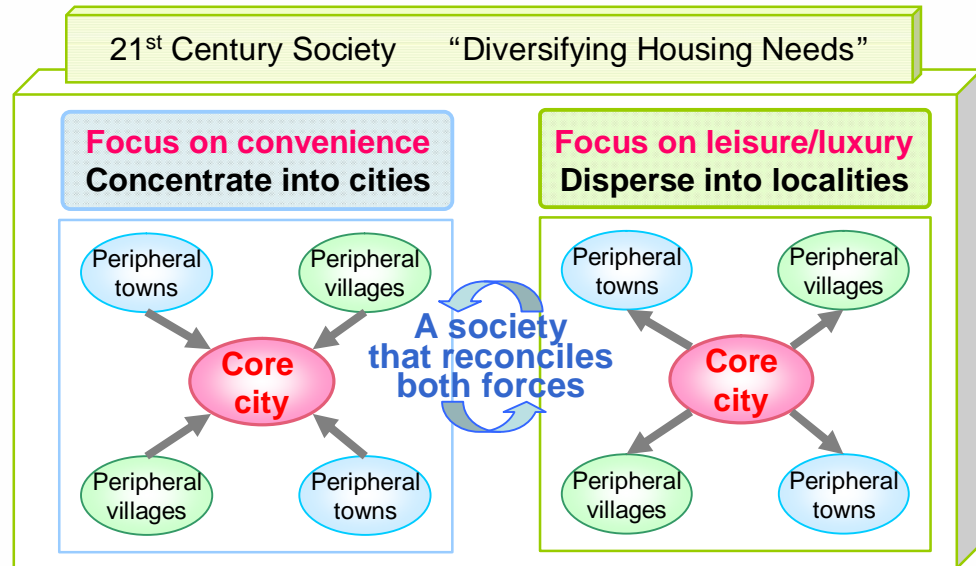 21st Century Society “Diversifying Housing Needs”
Focus on convenience
Concentrate into cities
Focus on leisure/luxury
Disperse into localities
Peripheral
towns
Peripheral
villages
Core
city
Peripheral
villages
Peripheral
towns
A society
that reconciles
both forces
Peripheral
towns
Peripheral
villages
Core
city
Peripheral
villages
Peripheral
towns